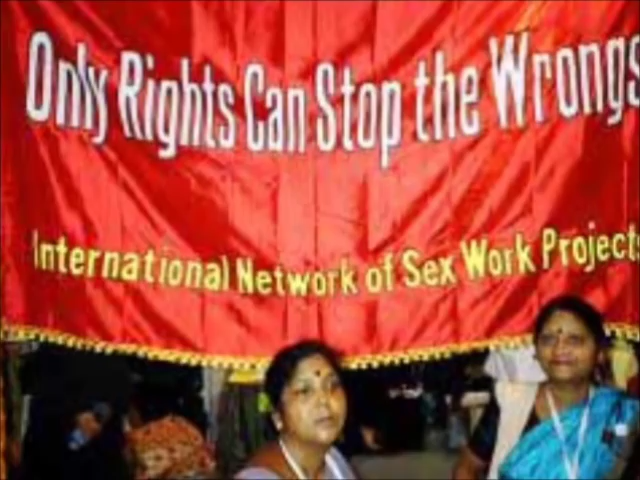 Only Rights Can Stop the Wrongs
International Network of Sex Work Projects